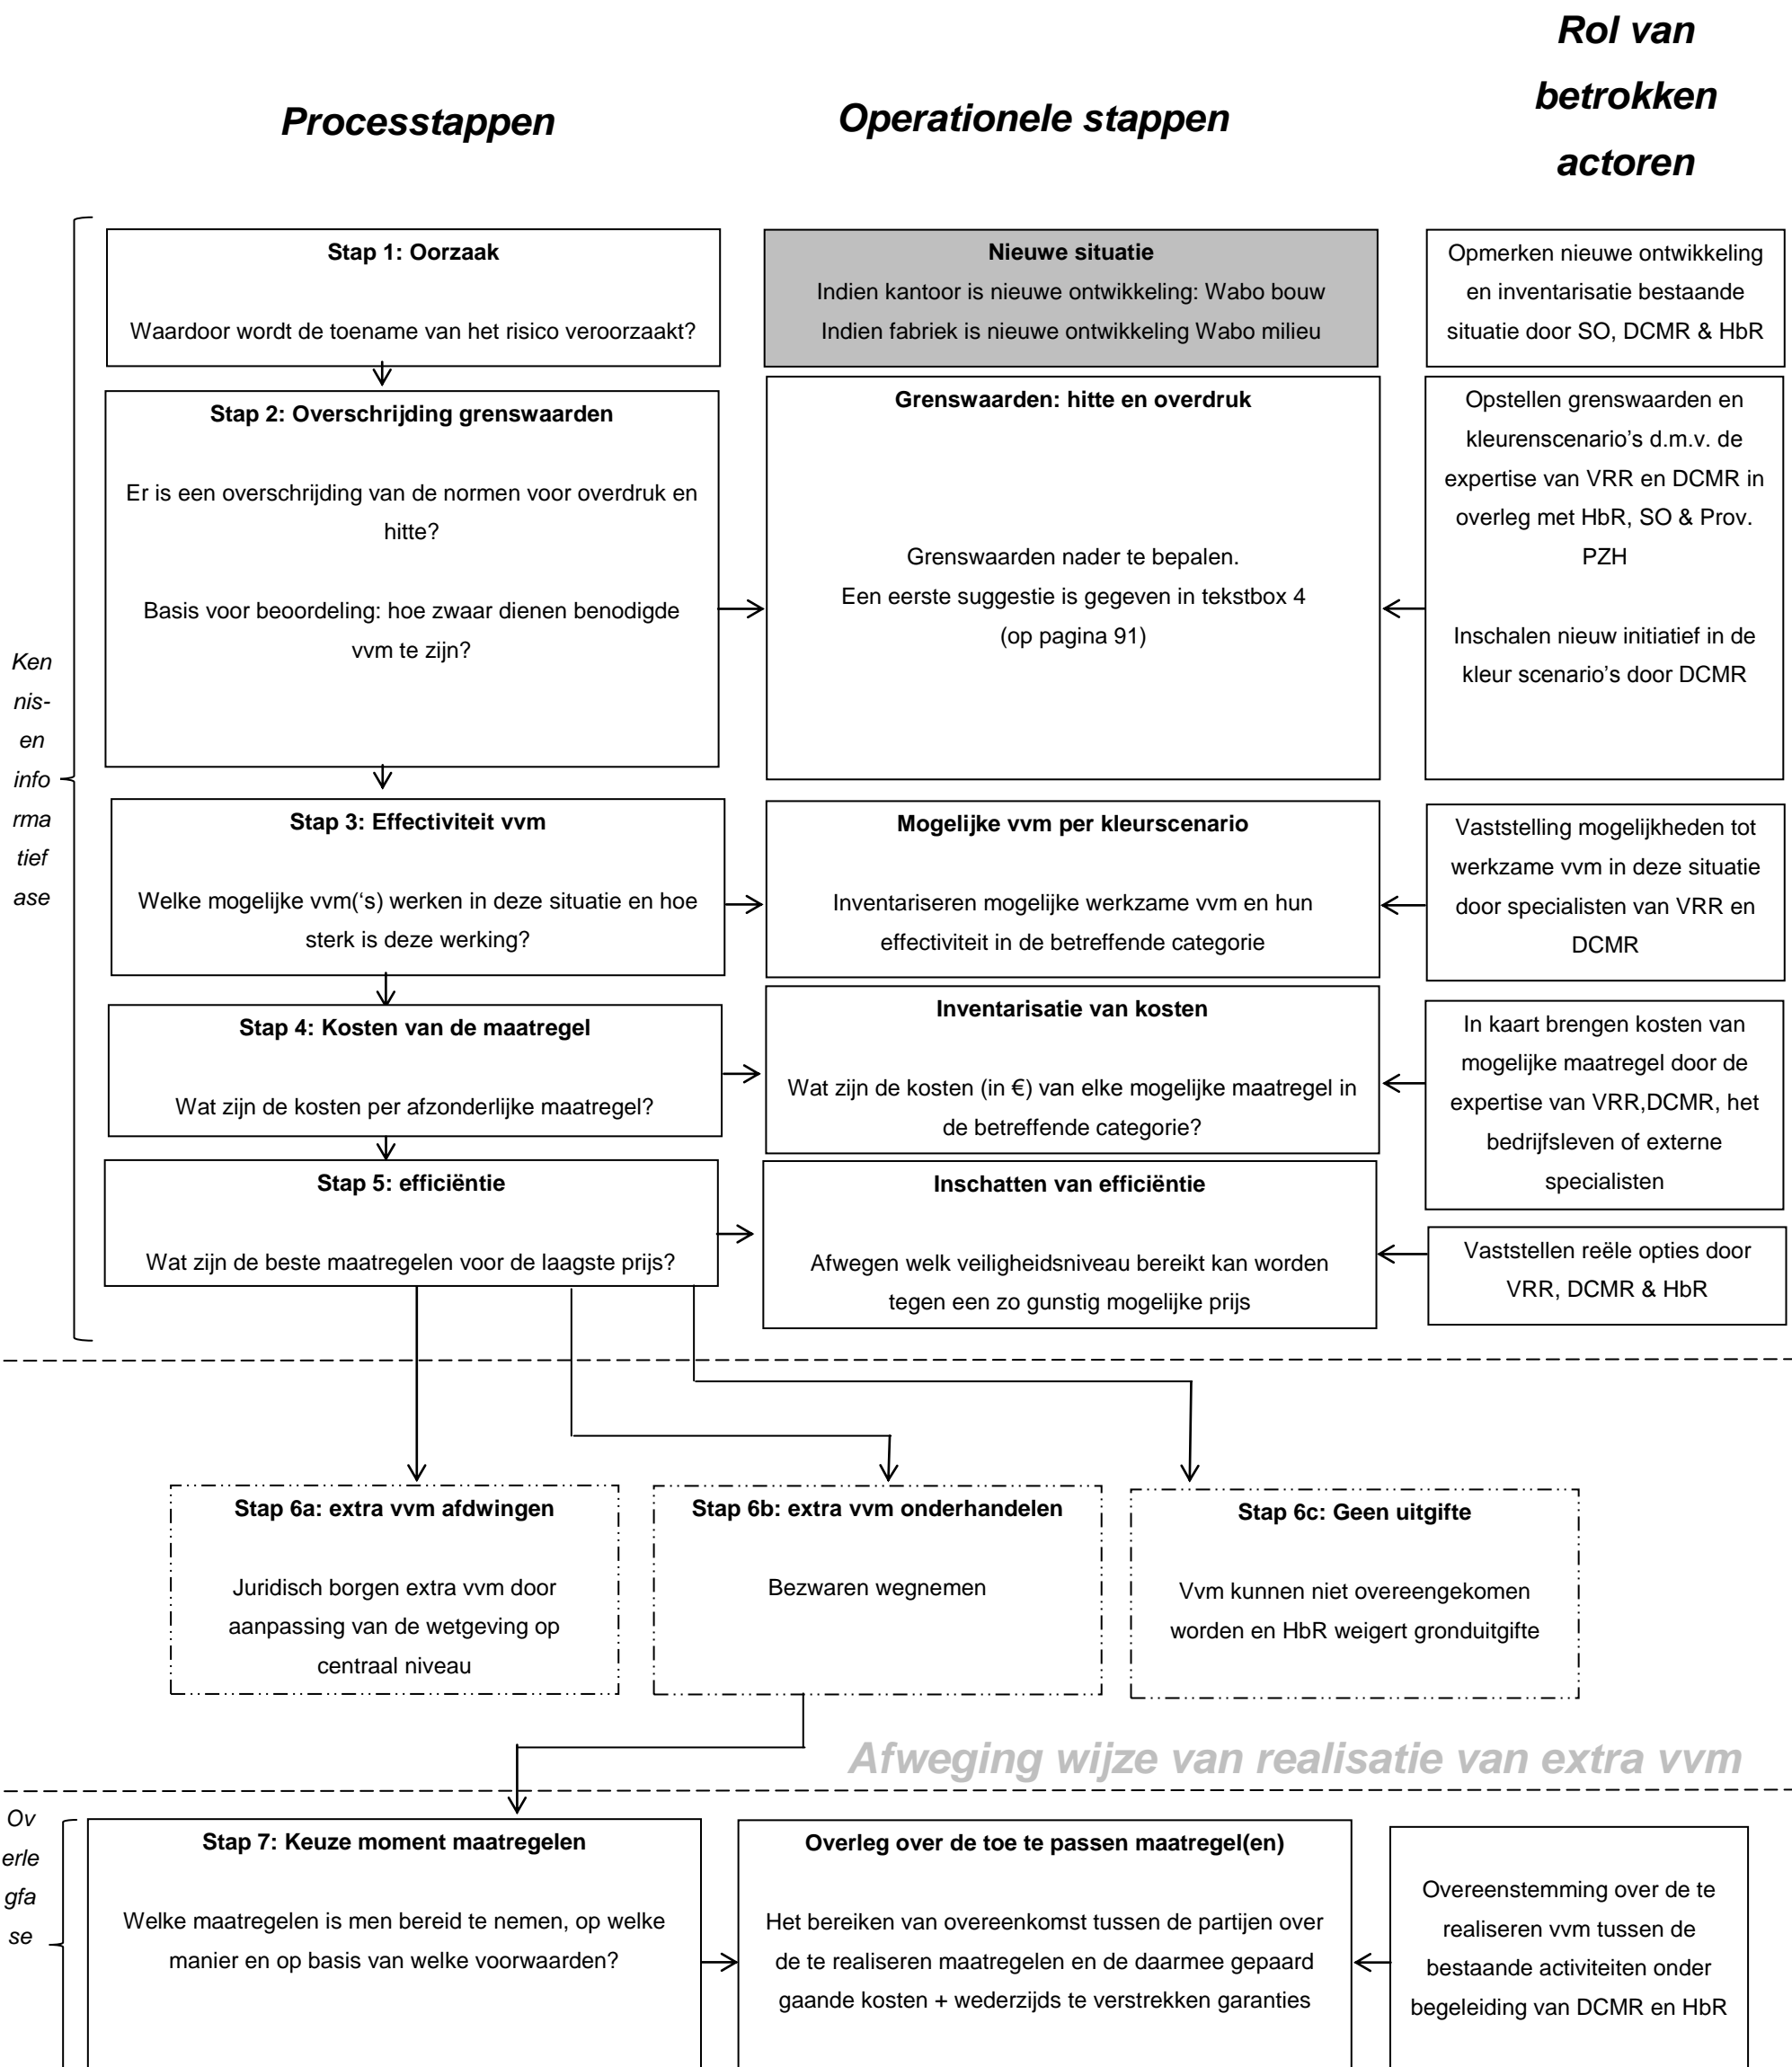 Rol van
betrokken
actoren
Processtappen
Operationele stappen
Ken
nis-
en
info
rma
tief
ase
Stap 1: Oorzaak
Waardoor wordt de toename van het risico veroorzaakt?
Nieuwe situatie
Indien kantoor is nieuwe ontwikkeling: Wabo bouw
Indien fabriek is nieuwe ontwikkeling Wabo milieu
Opmerken nieuwe ontwikkeling
en inventarisatie bestaande
situatie door SO, DCMR & HbR
Stap 2: Overschrijding grenswaarden
Er is een overschrijding van de normen voor overdruk en
hitte?
Basis voor beoordeling: hoe zwaar dienen benodigde
vvm te zijn?
Grenswaarden: hitte en overdruk
Grenswaarden nader te bepalen.
Een eerste suggestie is gegeven in tekstbox 4
(op pagina 91)
Opstellen grenswaarden en
kleurenscenario’s d.m.v. de
expertise van VRR en DCMR in
overleg met HbR, SO & Prov.
PZH
Inschalen nieuw initiatief in de
kleur scenario’s door DCMR
Stap 3: Effectiviteit vvm
Welke mogelijke vvm(‘s) werken in deze situatie en hoe
sterk is deze werking?
Mogelijke vvm per kleurscenario
Inventariseren mogelijke werkzame vvm en hun
effectiviteit in de betreffende categorie
Vaststelling mogelijkheden tot
werkzame vvm in deze situatie
door specialisten van VRR en
DCMR
Stap 4: Kosten van de maatregel
Wat zijn de kosten per afzonderlijke maatregel?
Inventarisatie van kosten
Wat zijn de kosten (in €) van elke mogelijke maatregel in
de betreffende categorie?
In kaart brengen kosten van
mogelijke maatregel door de
expertise van VRR,DCMR, het
bedrijfsleven of externe
specialisten
Stap 5: efficiëntie
Wat zijn de beste maatregelen voor de laagste prijs?
Inschatten van efficiëntie
Afwegen welk veiligheidsniveau bereikt kan worden
tegen een zo gunstig mogelijke prijs
Vaststellen reële opties door
VRR, DCMR & HbR
Stap 6a: extra vvm afdwingen
Juridisch borgen extra vvm door
aanpassing van de wetgeving op
centraal niveau
Stap 6b: extra vvm onderhandelen
Bezwaren wegnemen
Stap 6c: Geen uitgifte
Vvm kunnen niet overeengekomen
worden en HbR weigert gronduitgifte
Afweging wijze van realisatie van extra vvm
Ov
erle
gfa
se
Stap 7: Keuze moment maatregelen
Welke maatregelen is men bereid te nemen, op welke
manier en op basis van welke voorwaarden?
Overleg over de toe te passen maatregel(en)
Het bereiken van overeenkomst tussen de partijen over
de te realiseren maatregelen en de daarmee gepaard
gaande kosten + wederzijds te verstrekken garanties
Overeenstemming over de te
realiseren vvm tussen de
bestaande activiteiten onder
begeleiding van DCMR en HbR